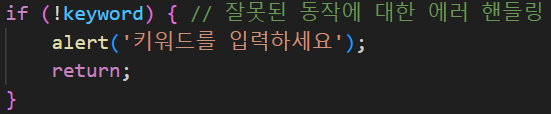 if (!keyword) { // 잘못된 동작에 대한 에러 핸들링
    alert('키워드를 입력하세요');
    return;
}